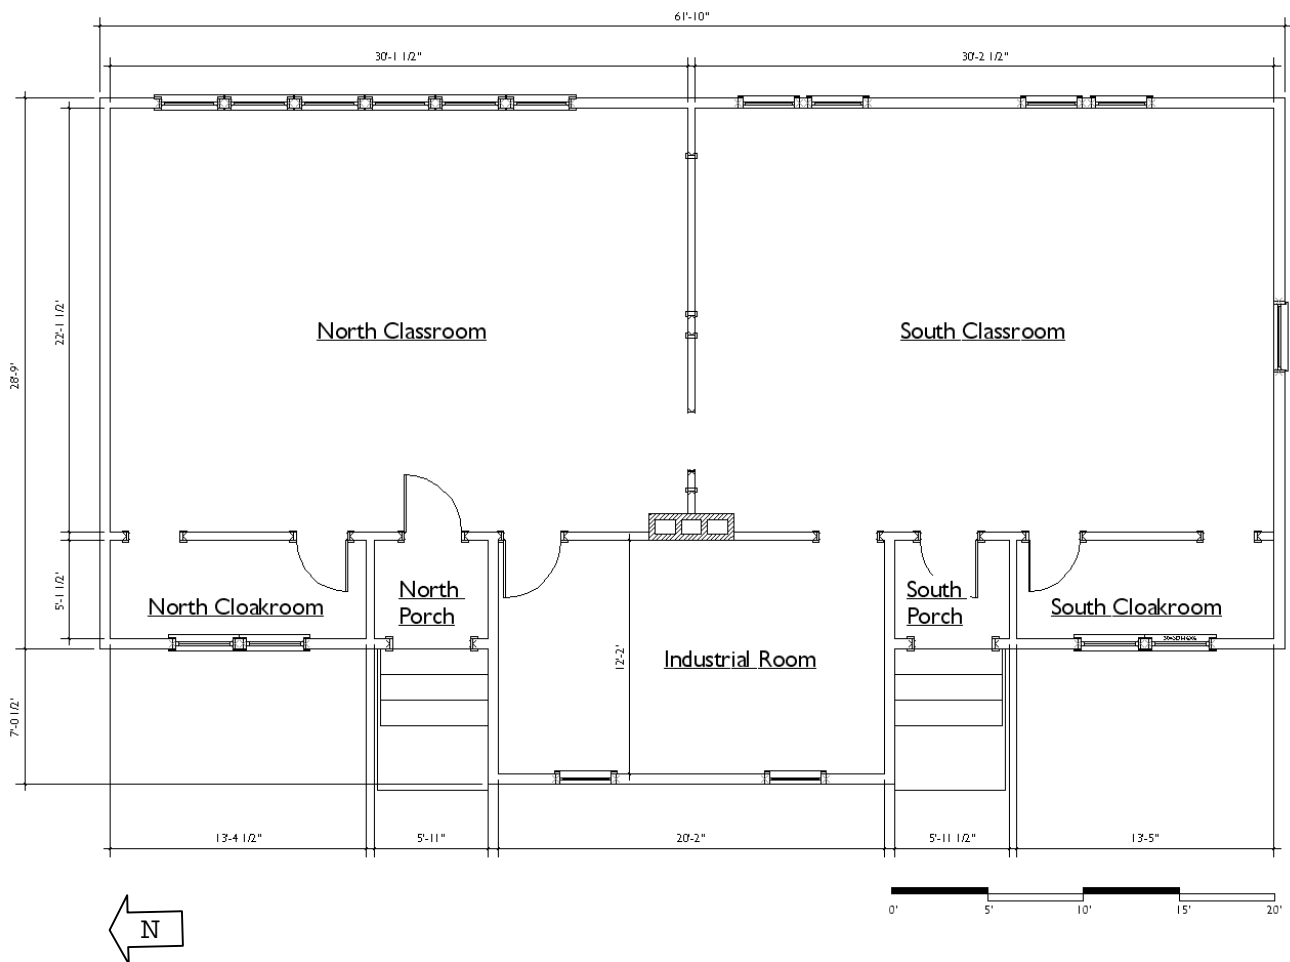 61'-10"
30'-1 1/2"
30'-2 1/2"
22'-1 1/2'
28'-9'
North Classroom
South Classroom
5'-1 1/2'
North Cloakroom
North
Porch
South
Porch
South Cloakroom
12'-2'
Industrial Room
7'-0 1/2'
13'-4 1/2"
5'-11"
20'-2"
5'-11 1/2"
13'-5"
0'
5'
10'
15'
20'
N